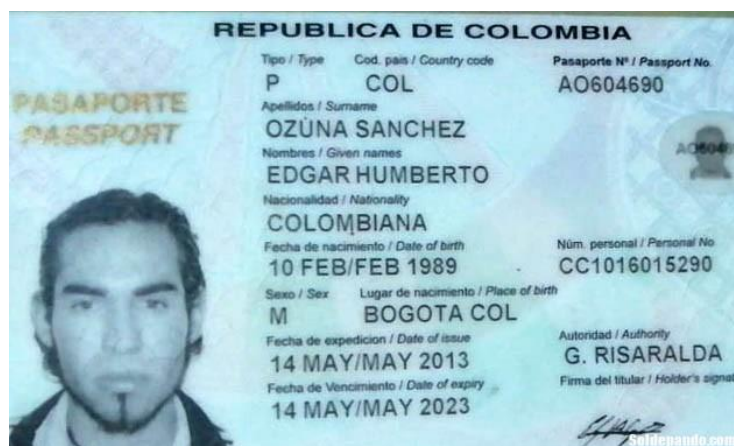 REPUBLICA DE COLOMBIA
PASAPORTE
PASSPORT
Tipo / Type Cod. pais / Country code Pasaporte Nº / Passport No.
P COL AO604690
Apellidos / Surname
OZUNA SANCHEZ
Nombres / Given names
EDGAR HUMBERTO
Nacionalidad / Nationality
COLOMBIANA
Fecha de nacimiento / Date of birth Núm. personal / Personal No
10 FEB/FEB 1989 CC1016015290
Sexo / Sex Lugar de nacimiento / Place of birth
M BOGOTA COL
Fecha de expedicion / Date of issue Autoridad / Authority
14 MAY/MAY 2013 G. RISARALDA
Fecha de Vencimiento / Date of expiry Firma del titular / Holder's signa
14 MAY/MAY 2023
Soldepando.com